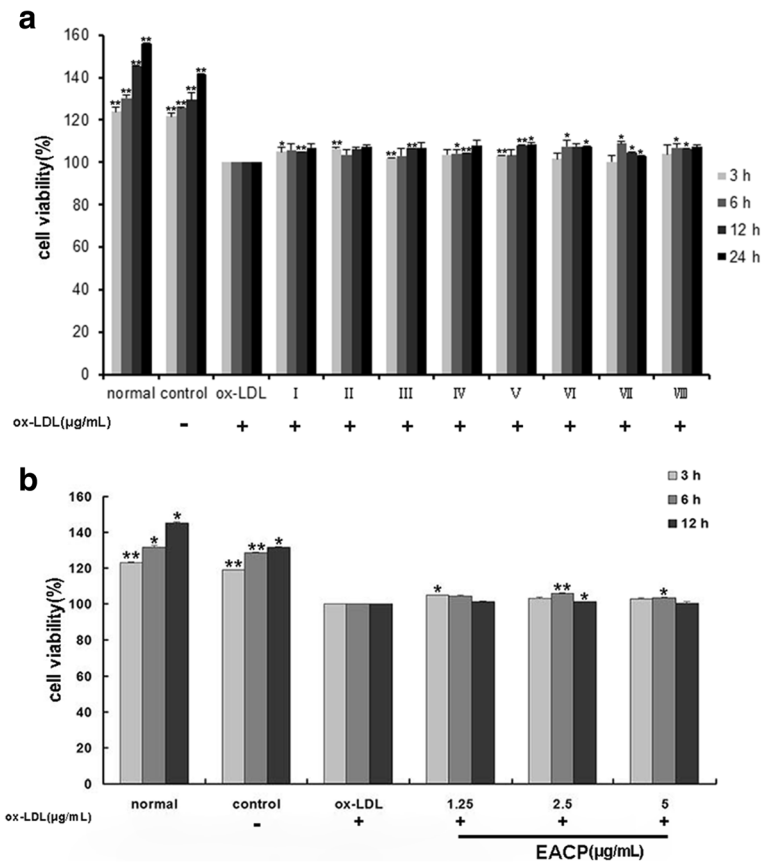 a
160
140
120
100
80
60
40
20
0
cell viability(%)
** ** ** ** ** ** ** ** * ** ** ** ** * ** ** ** * * * * * * * *
3 h
6 h
12 h
24 h
normal control ox-LDL I II III IV V VI VII VIII
ox-LDL(µg/mL) - + + + + + + + + +
b
160
140
120
100
80
60
40
20
0
cell viability(%)
** * * ** ** * * ** * *
3 h
6 h
12 h
normal control ox-LDL 1.25 2.5 5
ox-LDL(µg/mL) - + + + +
EACP(µg/mL)